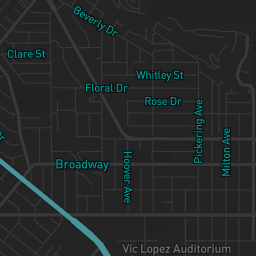 Beverly Dr
Clare St
Whitley St
Floral Dr
Rose Dr
Pickering Ave
Milton Ave
Dr
Broadway
Hoover Ave
Vic Lopez Auditorium